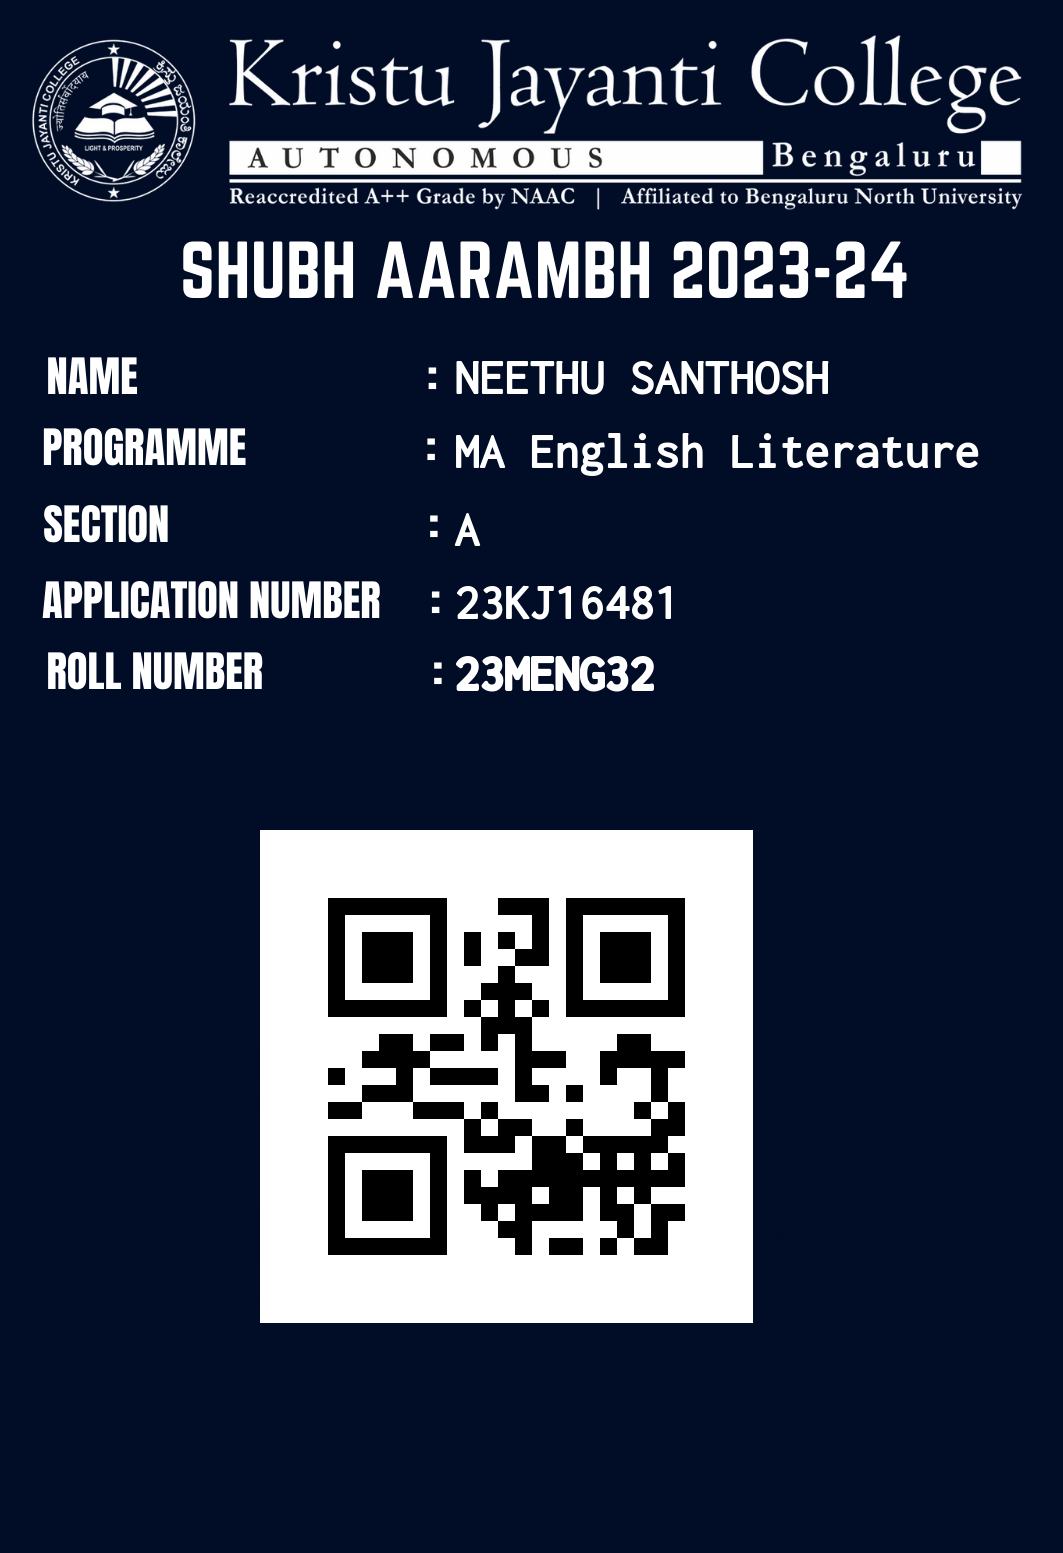 KRISTU JAYANTI COLLEGE
ಕ್ರಿಸ್ತು ಜಯಂತಿ ಕಾಲೇಜು
LIGHT & PROSPERITY
Kristu Jayanti College
AUTONOMOUS Bengaluru
Reaccredited A++ Grade by NAAC | Affiliated to Bengaluru North University
SHUBH AARAMBH 2023-24
NAME : NEETHU SANTHOSH
PROGRAMME : MA English Literature
SECTION : A
APPLICATION NUMBER : 23KJ16481
ROLL NUMBER : 23MENG32